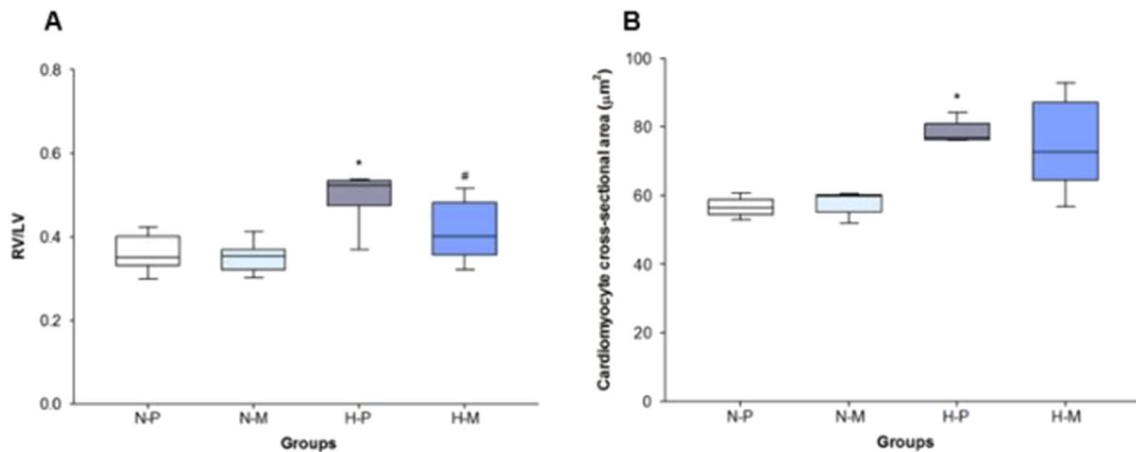 A
B
0.8
0.6
0.4
0.2
0.0
RV/LV
*
#
N-P
N-M
H-P
H-M
Groups
100
80
60
40
20
0
Cardiomyocyte cross-sectional area (μm²)
*
N-P
N-M
H-P
H-M
Groups